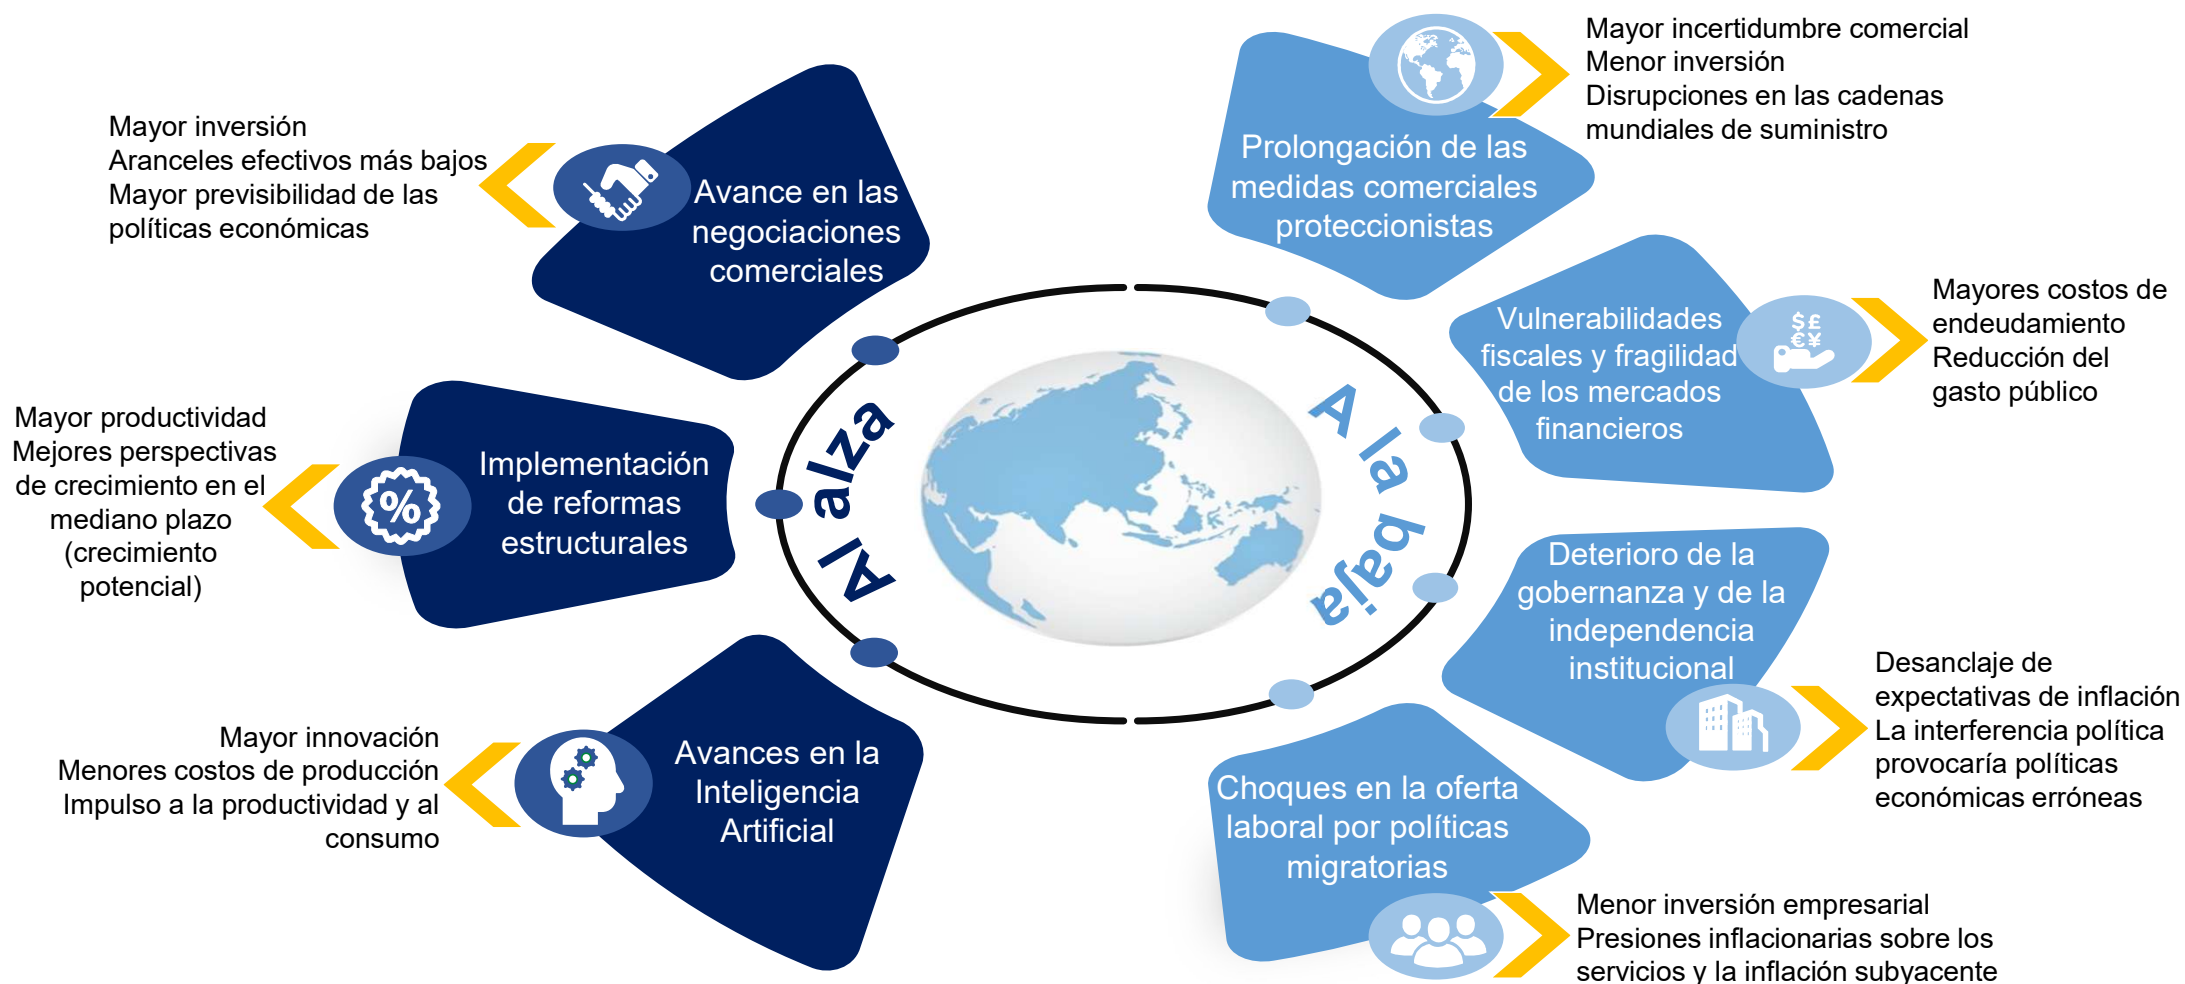 Mayor inversión
Aranceles efectivos más bajos
Mayor previsibilidad de las
políticas económicas
Avance en las
negociaciones
comerciales
Mayor productividad
Mejores perspectivas
de crecimiento en el
mediano plazo
(crecimiento
potencial)
%
Implementación
de reformas
estructurales
Mayor innovación
Menores costos de producción
Impulso a la productividad y al
consumo
Avances en la
Inteligencia
Artificial
Al alza
A la baja
Prolongación de las
medidas comerciales
proteccionistas
Mayor incertidumbre comercial
Menor inversión
Disrupciones en las cadenas
mundiales de suministro
Vulnerabilidades
fiscales y fragilidad
de los mercados
financieros
$£
€¥
Mayores costos de
endeudamiento
Reducción del
gasto público
Deterioro de la
gobernanza y de la
independencia
institucional
Desanclaje de
expectativas de inflación
La interferencia política
provocaría políticas
económicas erróneas
Choques en la oferta
laboral por políticas
migratorias
Menor inversión empresarial
Presiones inflacionarias sobre los
servicios y la inflación subyacente